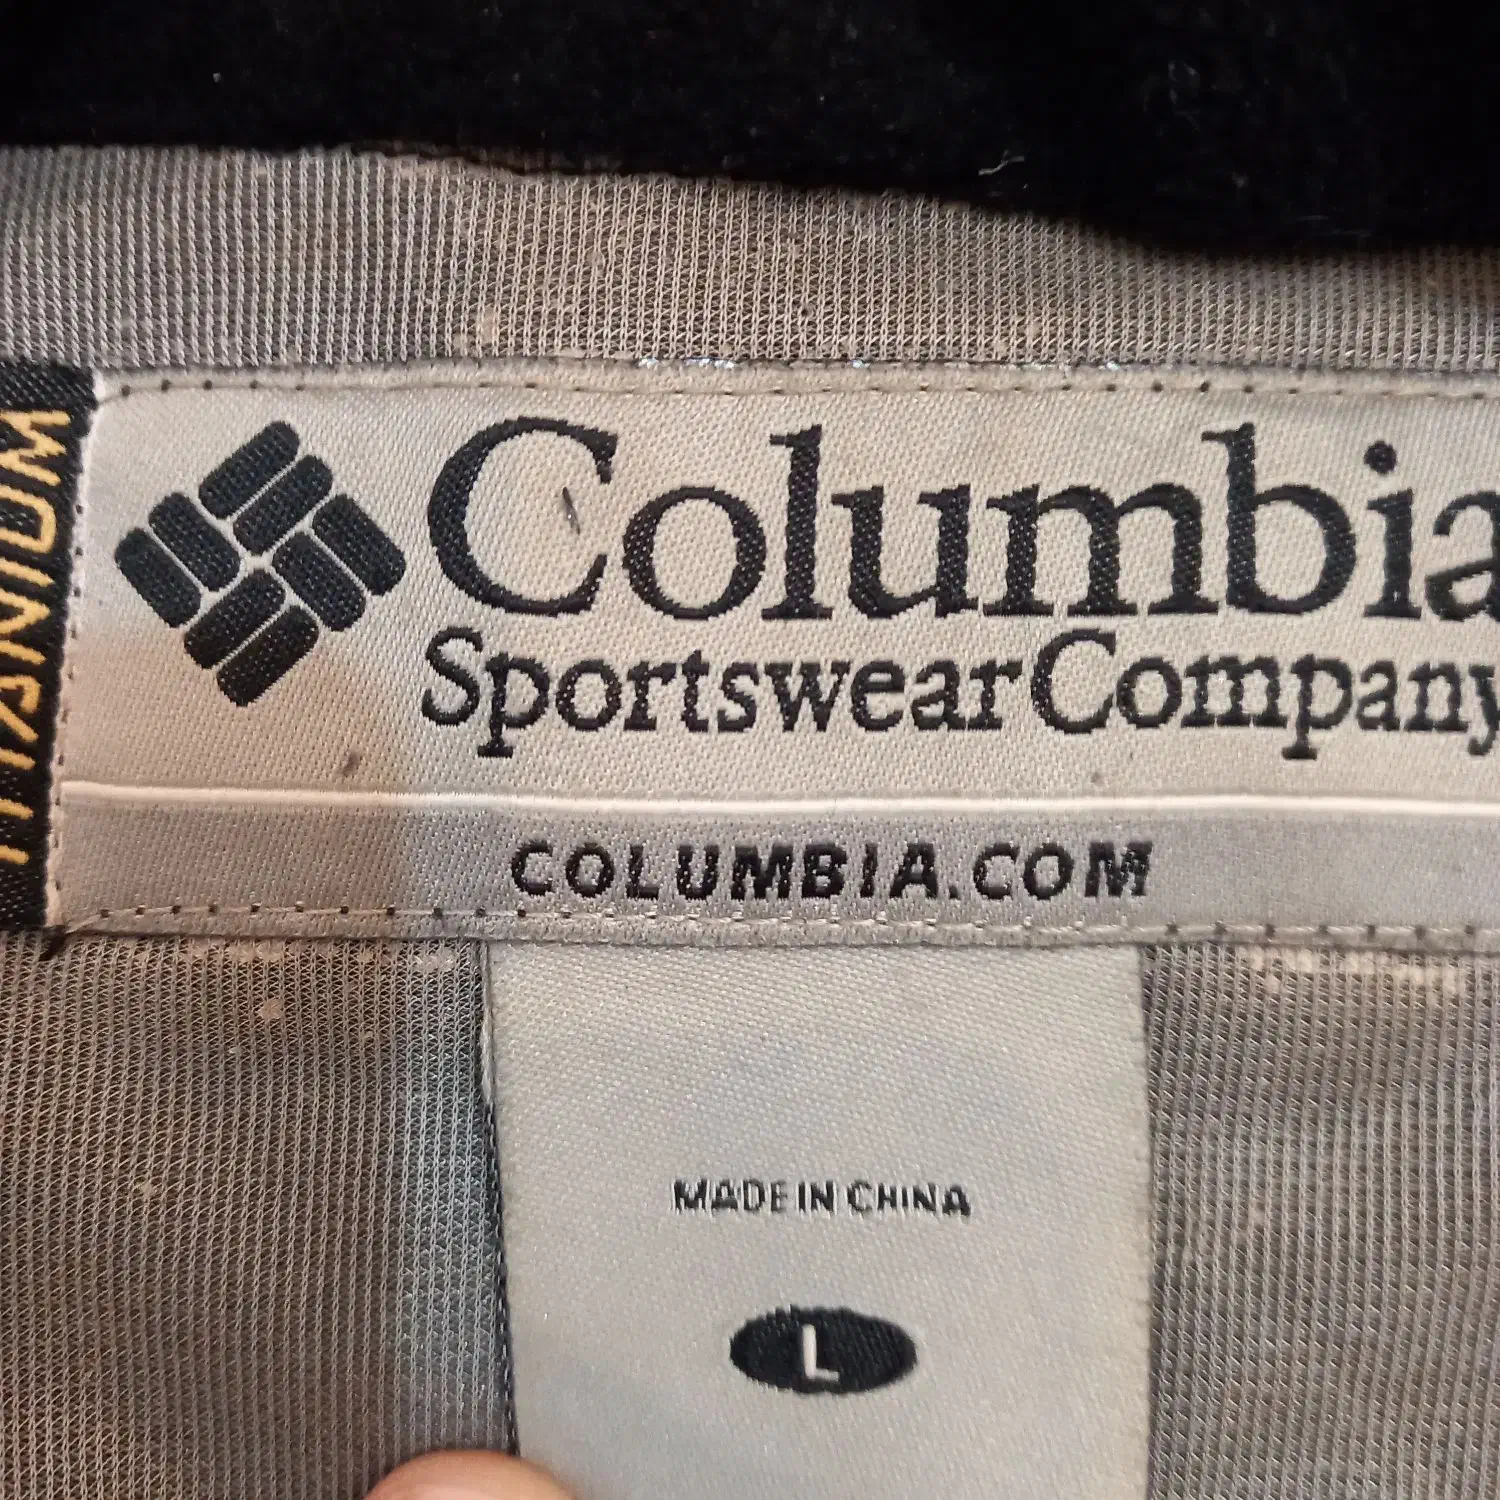 TITANIUM
Columbia
Sportswear Company
COLUMBIA.COM
MADE IN CHINA
L